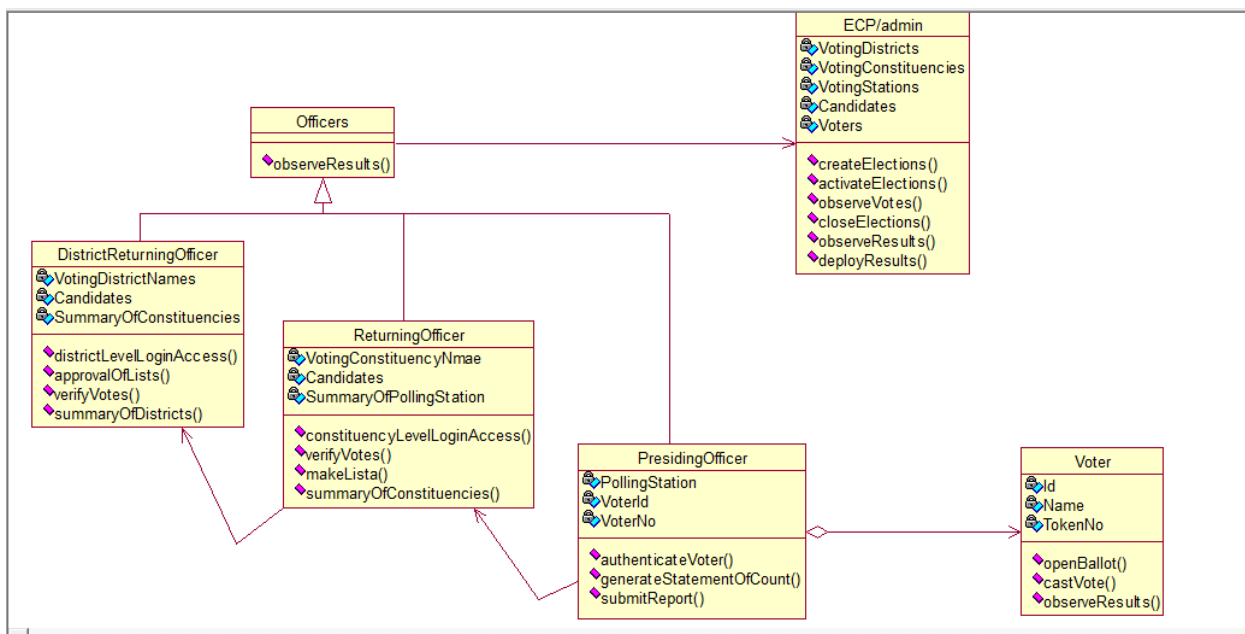 ECP/admin
VotingDistricts
VotingConstituencies
VotingStations
Candidates
Voters
createElections()
activateElections()
observeVotes()
closeElections()
observeResults()
deployResults()
Officers
observeResults()
DistrictReturningOfficer
VotingDistrictNames
Candidates
SummaryOfConstituencies
districtLevelLoginAccess()
approvalOfLists()
verifyVotes()
summaryOfDistricts()
ReturningOfficer
VotingConstituencyNmae
Candidates
SummaryOfPollingStation
constituencyLevelLoginAccess()
verifyVotes()
makeLista()
summaryOfConstituencies()
PresidingOfficer
PollingStation
VoterId
VoterNo
authenticateVoter()
generateStatementOfCount()
submitReport()
Voter
Id
Name
TokenNo
openBallot()
castVote()
observeResults()